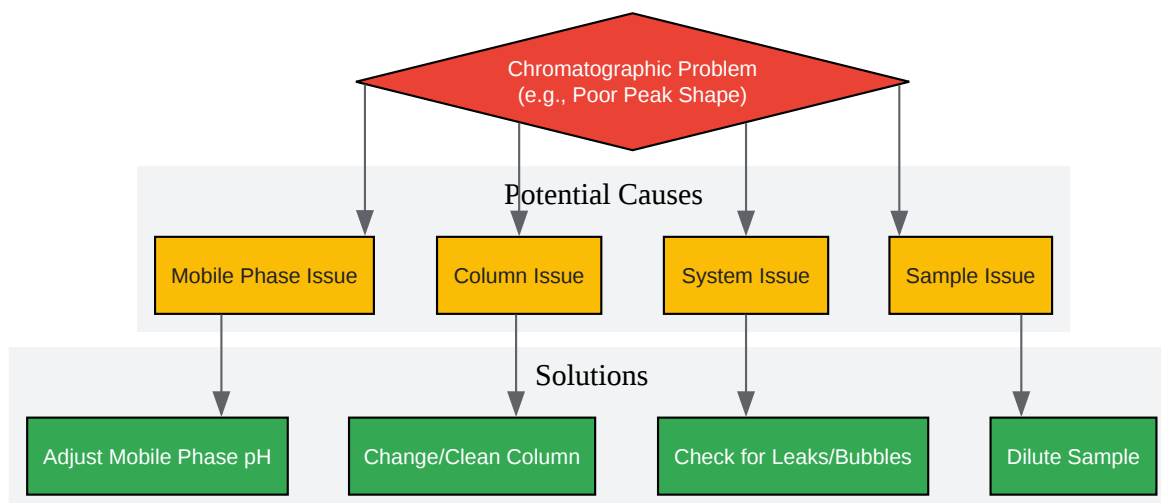 Chromatographic Problem
(e.g., Poor Peak Shape)
Potential Causes
Mobile Phase Issue
Column Issue
System Issue
Sample Issue
Solutions
Adjust Mobile Phase pH
Change/Clean Column
Check for Leaks/Bubbles
Dilute Sample